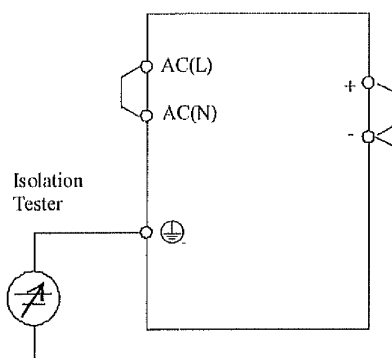 AC(L)
+
AC(N)
-
Isolation
Tester